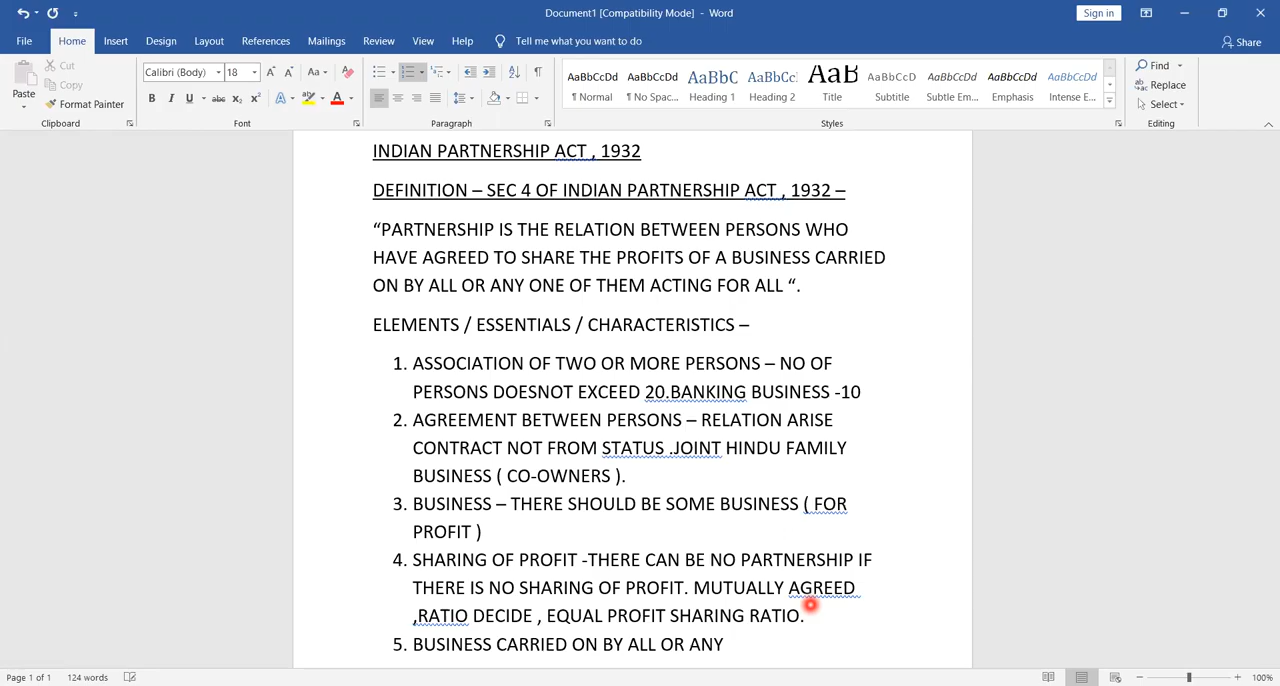 Document1 [Compatibility Mode] - Word
Sign in
File Home Insert Design Layout References Mailings Review View Help Tell me what you want to do Share
Paste
Cut
Copy
Format Painter
Clipboard
Calibri (Body) 18
Font
Paragraph
AaBbCcDd AaBbCcDd AaBbC AaBbCc AaB AaBbCcD AaBbCcDd AaBbCcDd AaBbCcDd
¶ Normal ¶ No Spac... Heading 1 Heading 2 Title Subtitle Subtle Em... Emphasis Intense E...
Styles
Find
Replace
Select
Editing
INDIAN PARTNERSHIP ACT , 1932
DEFINITION – SEC 4 OF INDIAN PARTNERSHIP ACT , 1932 –
“PARTNERSHIP IS THE RELATION BETWEEN PERSONS WHO
HAVE AGREED TO SHARE THE PROFITS OF A BUSINESS CARRIED
ON BY ALL OR ANY ONE OF THEM ACTING FOR ALL “.
ELEMENTS / ESSENTIALS / CHARACTERISTICS –
1. ASSOCIATION OF TWO OR MORE PERSONS – NO OF
PERSONS DOESNOT EXCEED 20.BANKING BUSINESS -10
2. AGREEMENT BETWEEN PERSONS – RELATION ARISE
CONTRACT NOT FROM STATUS .JOINT HINDU FAMILY
BUSINESS ( CO-OWNERS ).
3. BUSINESS – THERE SHOULD BE SOME BUSINESS ( FOR
PROFIT )
4. SHARING OF PROFIT -THERE CAN BE NO PARTNERSHIP IF
THERE IS NO SHARING OF PROFIT. MUTUALLY AGREED
,RATIO DECIDE , EQUAL PROFIT SHARING RATIO.
5. BUSINESS CARRIED ON BY ALL OR ANY
Page 1 of 1 124 words 100%